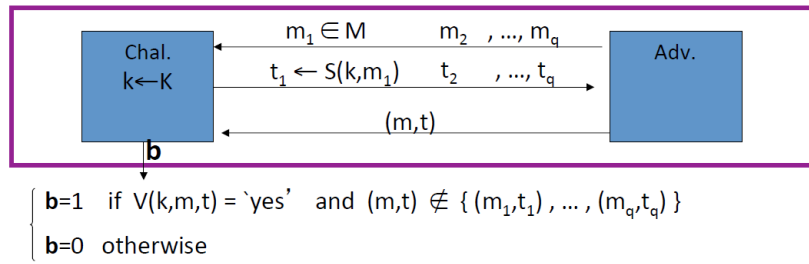 m₁ ∈ M m₂ , …, m_q
Chal.
Adv.
k←K
t₁ ← S(k,m₁) t₂ , …, t_q
(m,t)
b
b=1 if V(k,m,t) = `yes’ and (m,t) ∉ { (m₁,t₁) , … , (m_q,t_q) }
b=0 otherwise